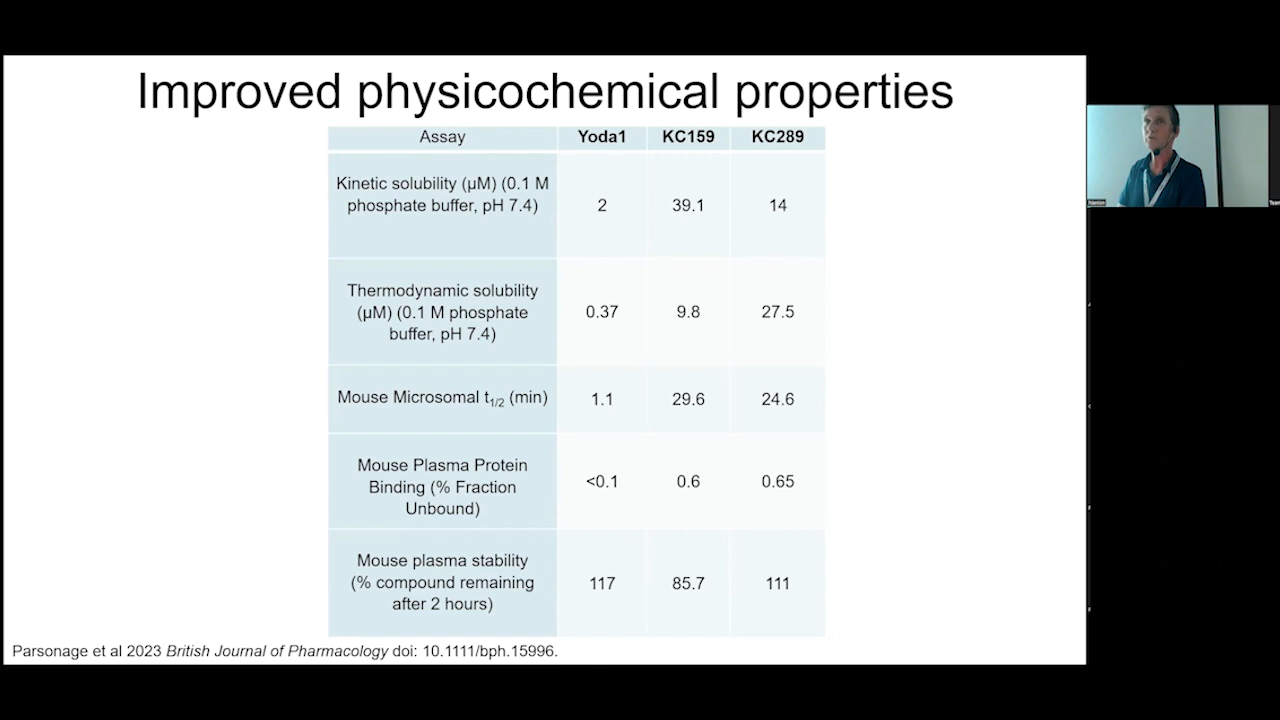 Improved physicochemical properties
Assay Yoda1 KC159 KC289
Kinetic solubility (µM) (0.1 M
phosphate buffer, pH 7.4)
2 39.1 14
Thermodynamic solubility
(µM) (0.1 M phosphate
buffer, pH 7.4)
0.37 9.8 27.5
Mouse Microsomal t1/2 (min) 1.1 29.6 24.6
Mouse Plasma Protein
Binding (% Fraction
Unbound)
<0.1 0.6 0.65
Mouse plasma stability
(% compound remaining
after 2 hours)
117 85.7 111
Parsonage et al 2023 British Journal of Pharmacology doi: 10.1111/bph.15996.